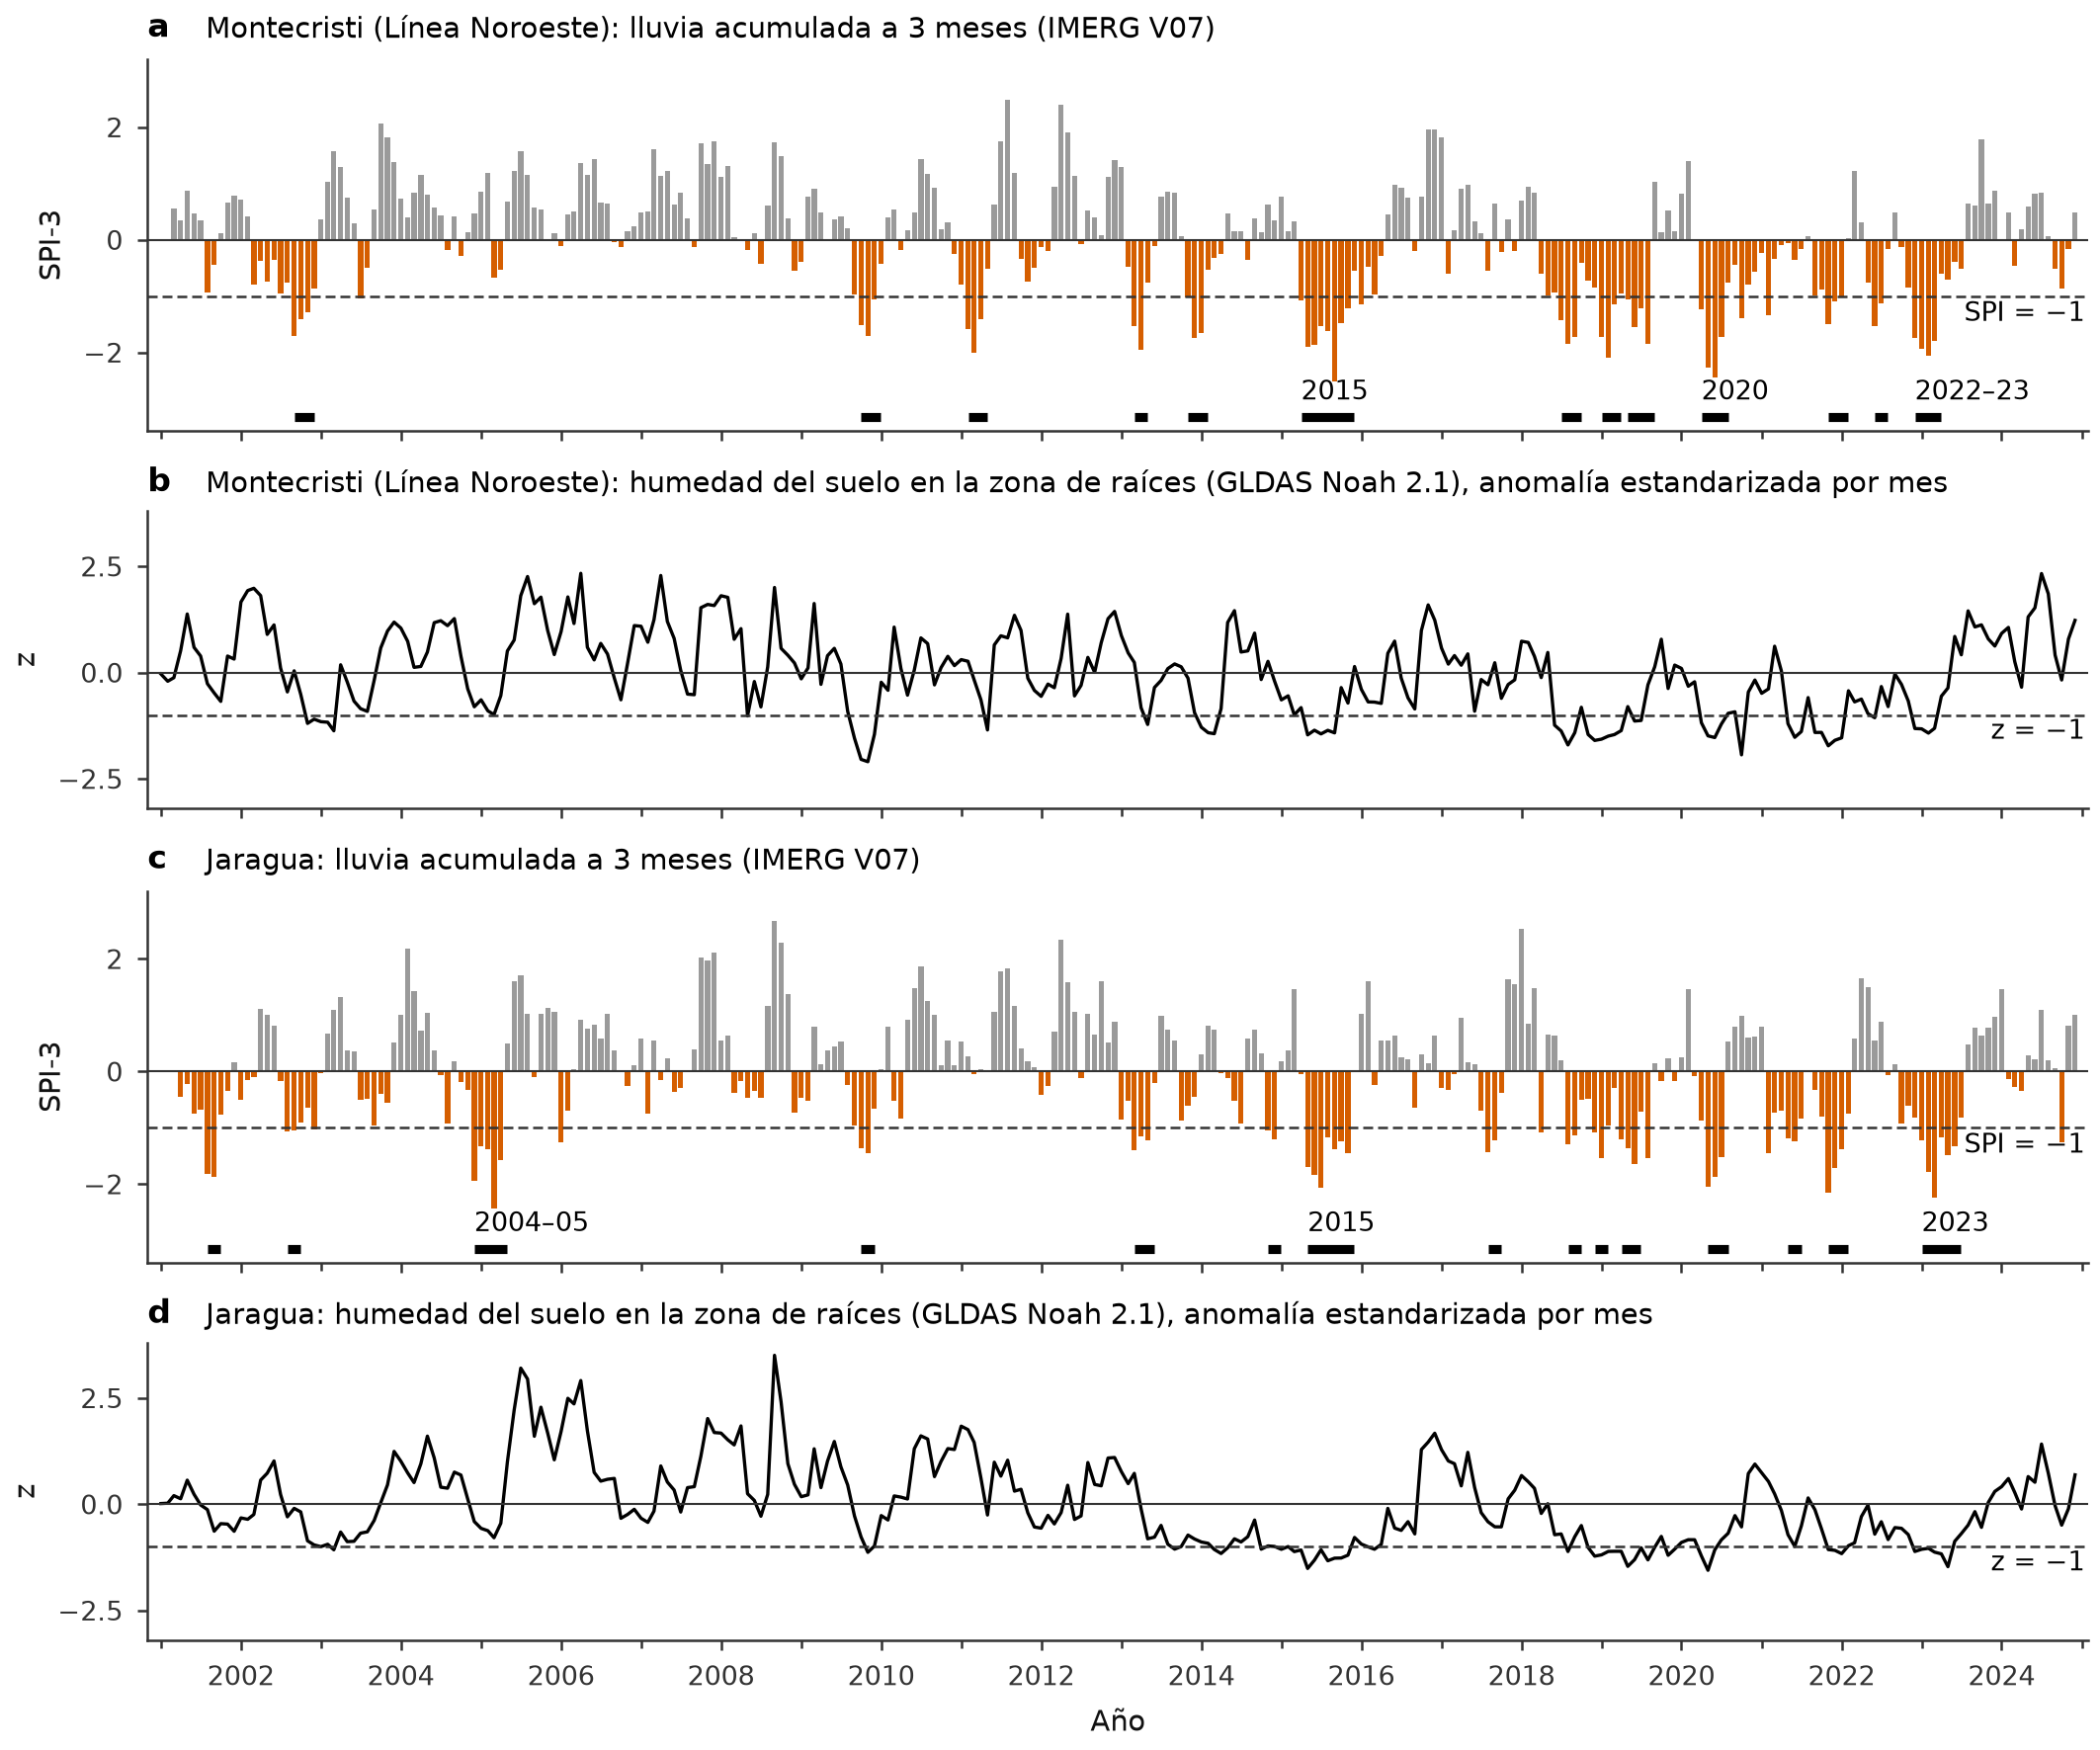 a Montecristi (Línea Noroeste): lluvia acumulada a 3 meses (IMERG V07)
SPI-3
2
0
−2
SPI = −1
2015
2020
2022–23
b Montecristi (Línea Noroeste): humedad del suelo en la zona de raíces (GLDAS Noah 2.1), anomalía estandarizada por mes
z
2.5
0.0
−2.5
z = −1
c Jaragua: lluvia acumulada a 3 meses (IMERG V07)
SPI-3
2
0
−2
SPI = −1
2004–05
2015
2023
d Jaragua: humedad del suelo en la zona de raíces (GLDAS Noah 2.1), anomalía estandarizada por mes
z
2.5
0.0
−2.5
z = −1
2002 2004 2006 2008 2010 2012 2014 2016 2018 2020 2022 2024
Año